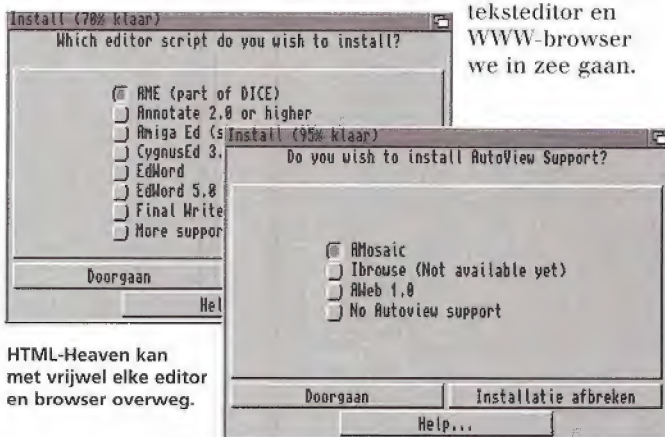 teksteditor en
WWW-browser
we in zee gaan.
Install (70% klaar)
Which editor script do you wish to install?
AME (part of DICE)
Annotate 2.0 or higher
Amiga Ed (s
CygnusEd 3.
EdWord
EdWord 5.0
Final Write
More suppor
Doorgaan
Hel
Install (95% klaar)
Do you wish to install AutoView Support?
AMosaic
Ibrowse (Not available yet)
AWeb 1.0
No Autoview support
Doorgaan
Installatie afbreken
Help...
HTML-Heaven kan
met vrijwel elke editor
en browser overweg.